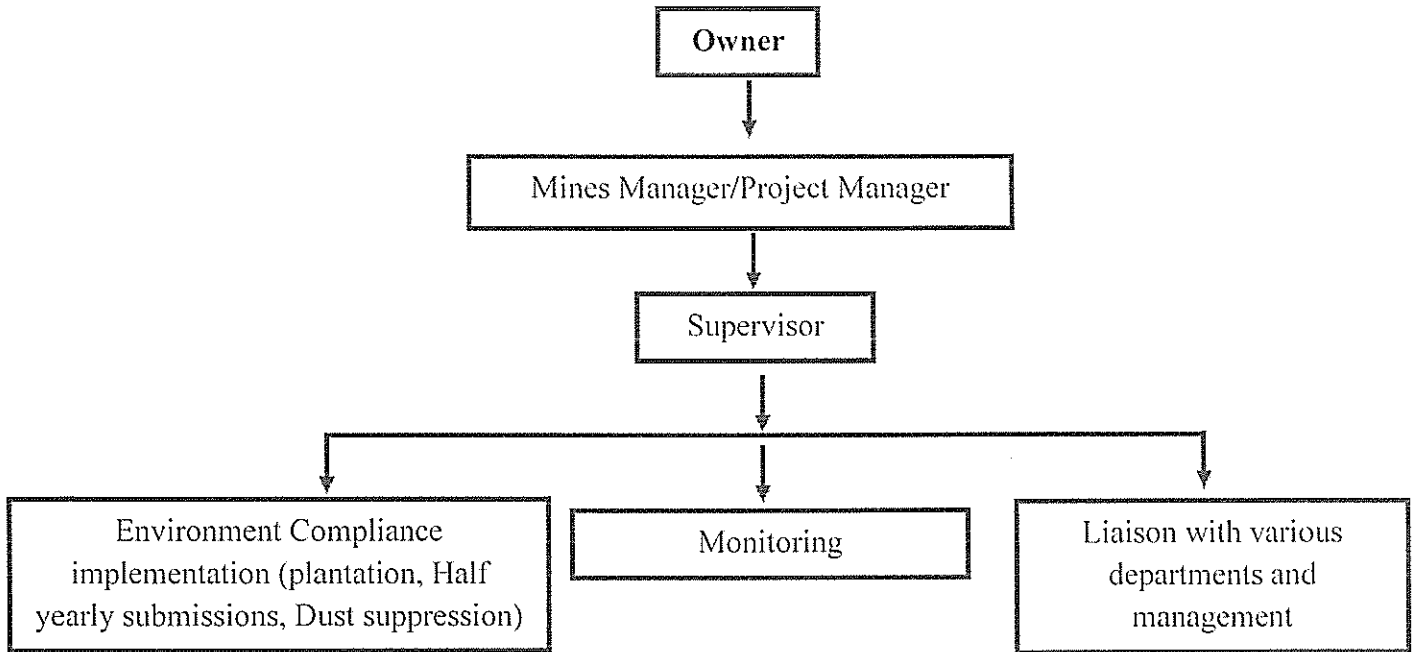 Owner
Mines Manager/Project Manager
Supervisor
Environment Compliance
implementation (plantation, Half
yearly submissions, Dust suppression)
Monitoring
Liaison with various
departments and
management